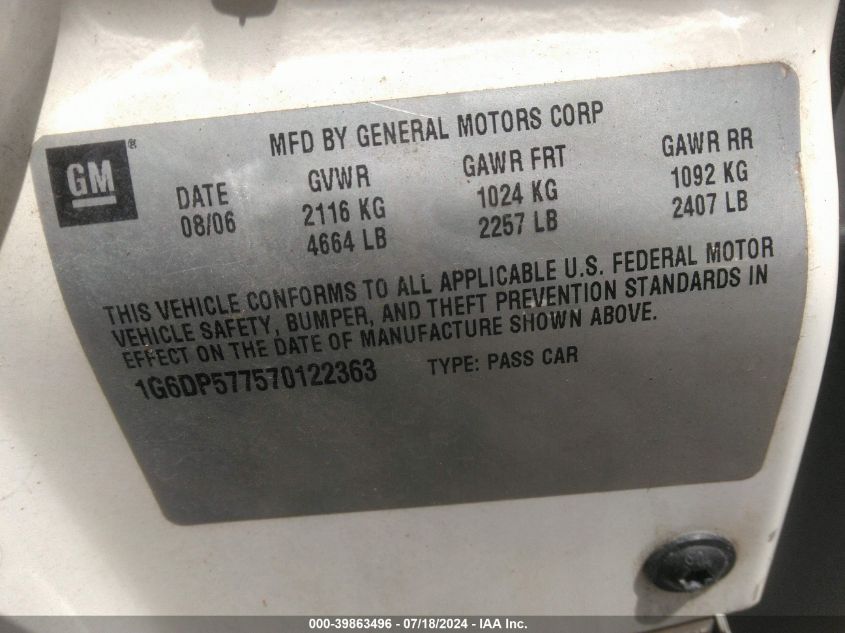 MFD BY GENERAL MOTORS CORP
GM®
DATE GVWR GAWR FRT GAWR RR
08/06 2116 KG 1024 KG 1092 KG
4664 LB 2257 LB 2407 LB
THIS VEHICLE CONFORMS TO ALL APPLICABLE U.S. FEDERAL MOTOR
VEHICLE SAFETY, BUMPER, AND THEFT PREVENTION STANDARDS IN
EFFECT ON THE DATE OF MANUFACTURE SHOWN ABOVE.
1G6DP577570122363 TYPE: PASS CAR
000-39863496 - 07/18/2024 - IAA Inc.